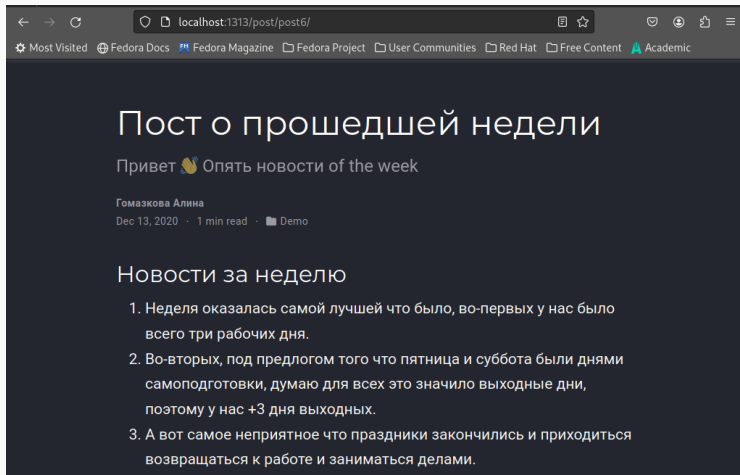 localhost:1313/post/post6/
Most Visited Fedora Docs Fedora Magazine Fedora Project User Communities Red Hat Free Content Academic
Пост о прошедшей недели
Привет 👋 Опять новости of the week
Гомазкова Алина
Dec 13, 2020 · 1 min read · Demo
Новости за неделю
1. Неделя оказалась самой лучшей что было, во-первых у нас было
всего три рабочих дня.
2. Во-вторых, под предлогом того что пятница и суббота были днями
самоподготовки, думаю для всех это значило выходные дни,
поэтому у нас +3 дня выходных.
3. А вот самое неприятное что праздники закончились и приходиться
возвращаться к работе и заниматься делами.